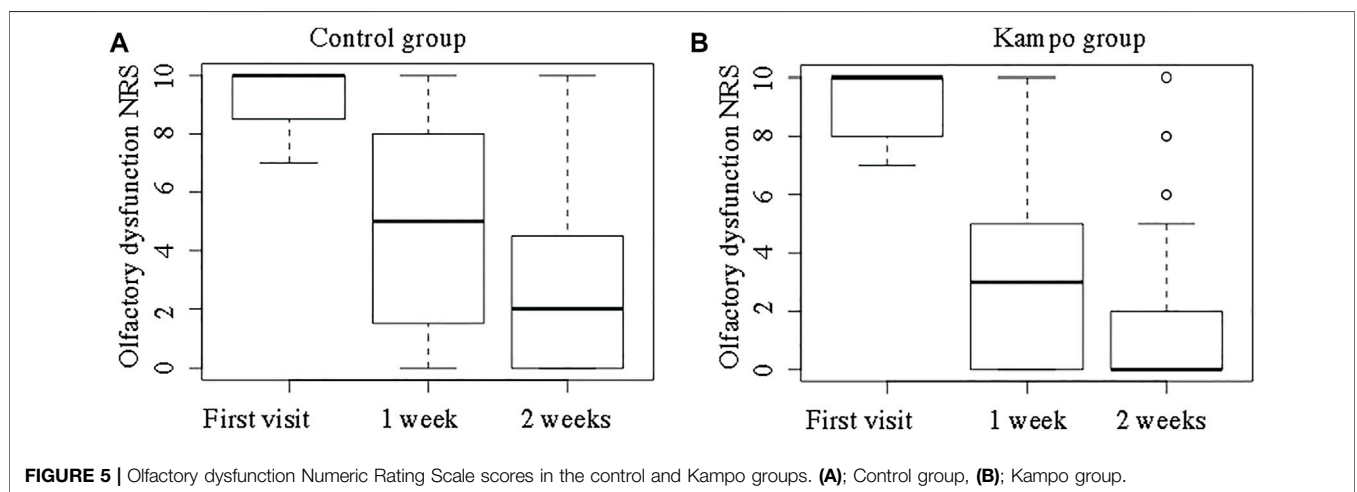 A
Control group
Olfactory dysfunction NRS
10
8
6
4
2
0
First visit
1 week
2 weeks
B
Kampo group
Olfactory dysfunction NRS
10
8
6
4
2
0
First visit
1 week
2 weeks
FIGURE 5 | Olfactory dysfunction Numeric Rating Scale scores in the control and Kampo groups. (A); Control group, (B); Kampo group.